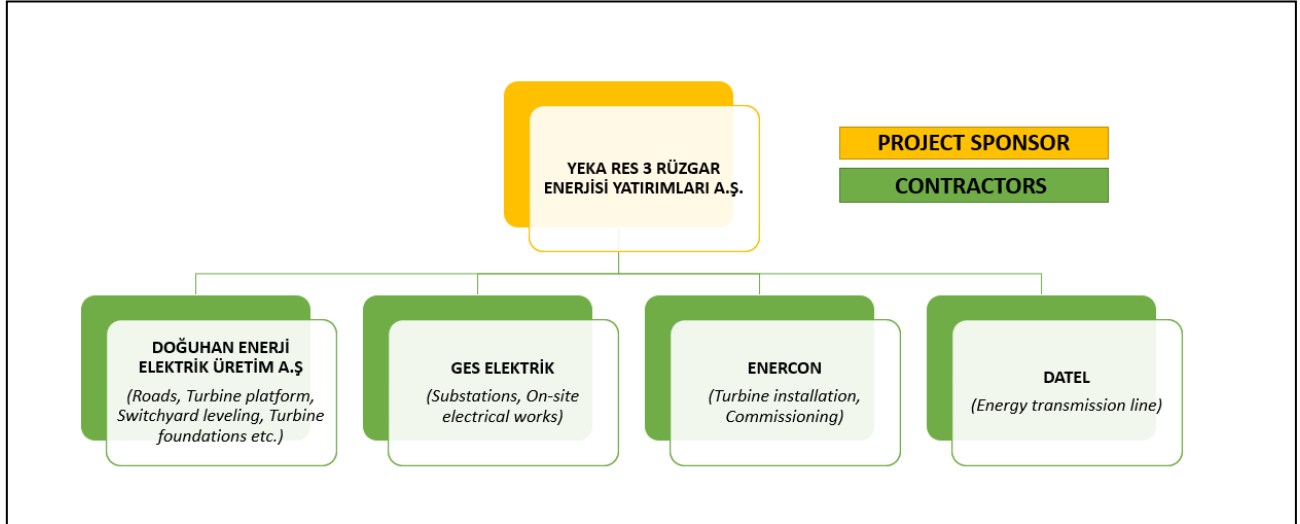 YEKA RES 3 RÜZGAR
ENERJİSİ YATIRIMLARI A.Ş.
PROJECT SPONSOR
CONTRACTORS
DOĞUHAN ENERJİ
ELEKTRİK ÜRETİM A.Ş
(Roads, Turbine platform,
Switchyard leveling, Turbine
foundations etc.)
GES ELEKTRİK
(Substations, On-site
electrical works)
ENERCON
(Turbine installation,
Commissioning)
DATEL
(Energy transmission line)